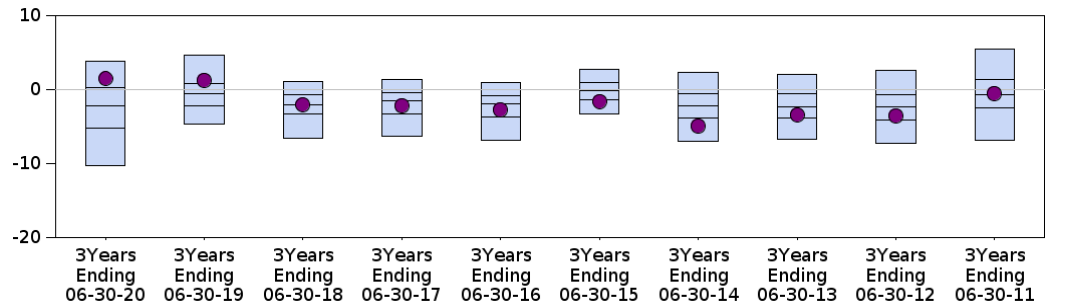 10
0
-10
-20
3Years 3Years 3Years 3Years 3Years 3Years 3Years 3Years 3Years 3Years
Ending Ending Ending Ending Ending Ending Ending Ending Ending Ending
06-30-20 06-30-19 06-30-18 06-30-17 06-30-16 06-30-15 06-30-14 06-30-13 06-30-12 06-30-11